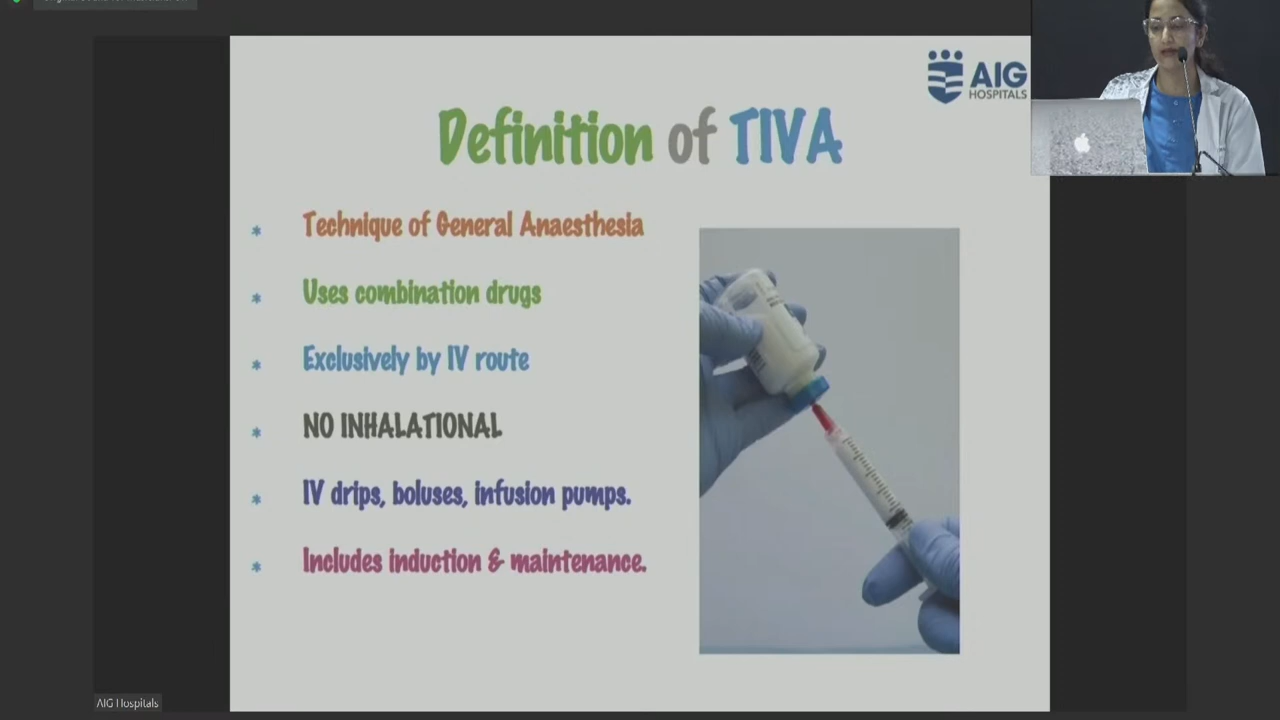 AIG
HOSPITALS
Definition of TIVA
* Technique of General Anaesthesia
* Uses combination drugs
* Exclusively by IV route
* NO INHALATIONAL
* IV drips, boluses, infusion pumps.
* Includes induction & maintenance.
AIG Hospitals